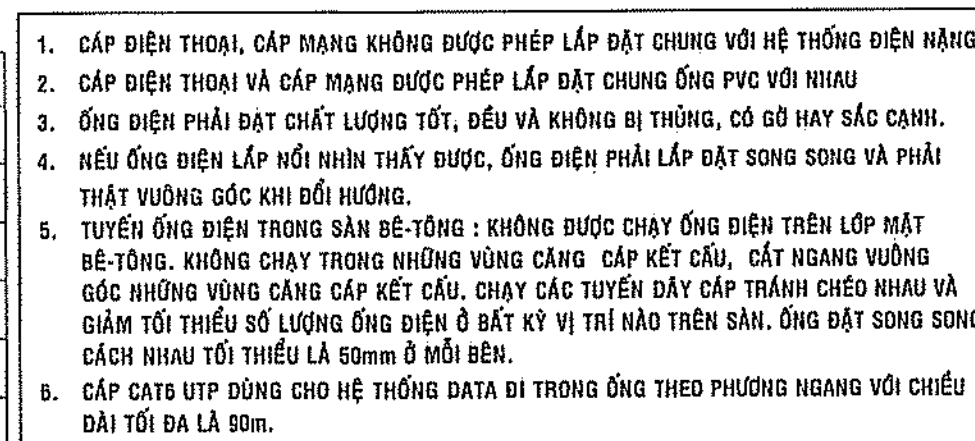 1. CÁP ĐIỆN THOẠI, CÁP MẠNG KHÔNG ĐƯỢC PHÉP LẮP ĐẶT CHUNG VỚI HỆ THỐNG ĐIỆN NẶNG
2. CÁP ĐIỆN THOẠI VÀ CÁP MẠNG ĐƯỢC PHÉP LẮP ĐẶT CHUNG ỐNG PVC VỚI NHAU
3. ỐNG ĐIỆN PHẢI ĐẠT CHẤT LƯỢNG TỐT, ĐỀU VÀ KHÔNG BỊ THỦNG, CÓ GỜ HAY SẮC CẠNH.
4. NẾU ỐNG ĐIỆN LẮP NỔI NHÌN THẤY ĐƯỢC, ỐNG ĐIỆN PHẢI LẮP ĐẶT SONG SONG VÀ PHẢI
THẬT VUÔNG GÓC KHI ĐỔI HƯỚNG.
5. TUYẾN ỐNG ĐIỆN TRONG SÀN BÊ-TÔNG : KHÔNG ĐƯỢC CHẠY ỐNG ĐIỆN TRÊN LỚP MẶT
BÊ-TÔNG. KHÔNG CHẠY TRONG NHỮNG VÙNG CĂNG CÁP KẾT CẤU, CẮT NGANG VUÔNG
GÓC NHỮNG VÙNG CĂNG CÁP KẾT CẤU. CHẠY CÁC TUYẾN DÂY CÁP TRÁNH CHÉO NHAU VÀ
GIẢM TỐI THIỂU SỐ LƯỢNG ỐNG ĐIỆN Ở BẤT KỲ VỊ TRÍ NÀO TRÊN SÀN. ỐNG ĐẶT SONG SONG
CÁCH NHAU TỐI THIỂU LÀ 50mm Ở MỖI BÊN.
6. CÁP CAT6 UTP DÙNG CHO HỆ THỐNG DATA ĐI TRONG ỐNG THEO PHƯƠNG NGANG VỚI CHIỀU
DÀI TỐI ĐA LÀ 90m.